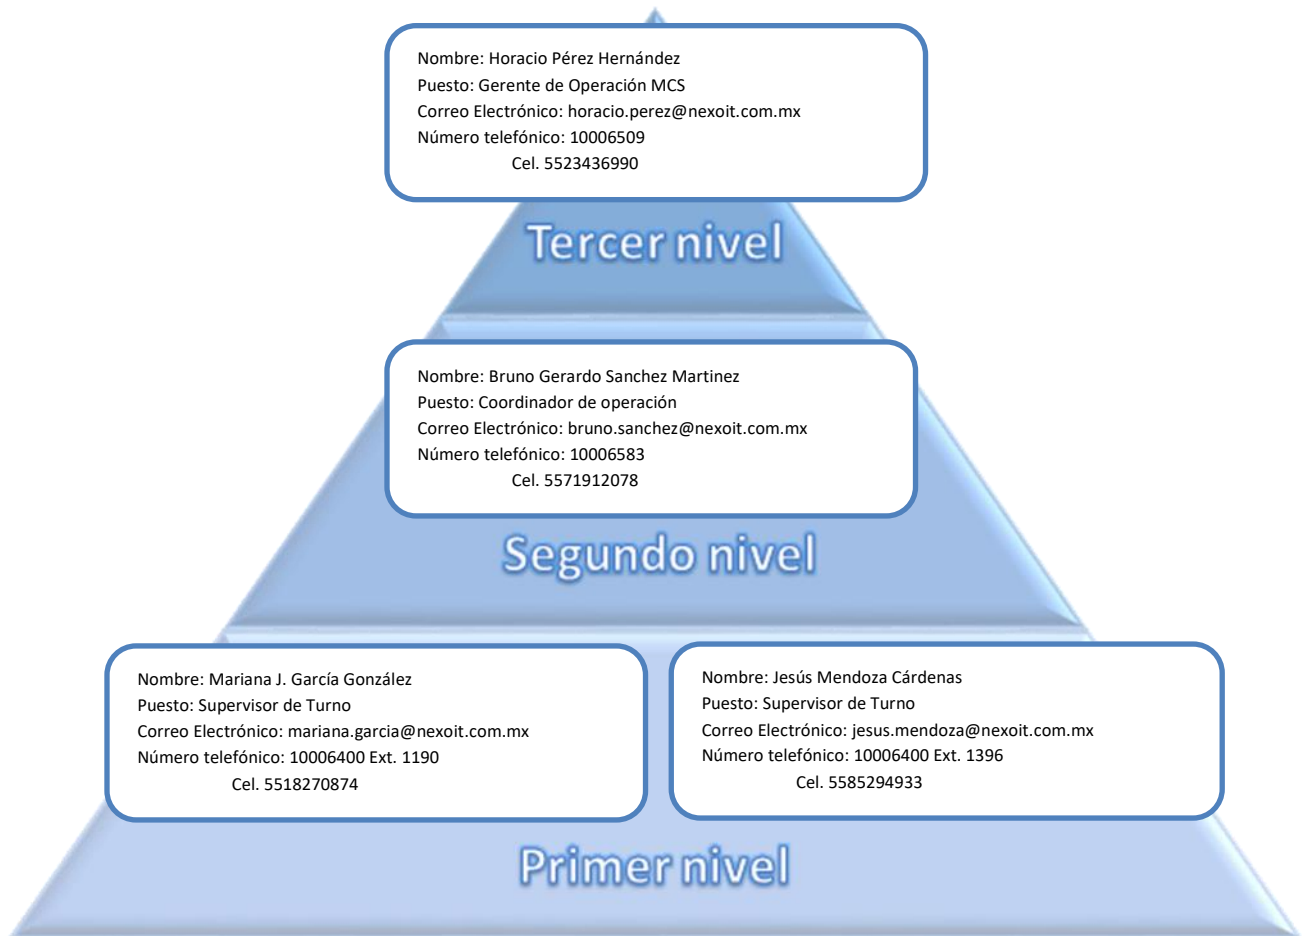 Nombre: Horacio Pérez Hernández
Puesto: Gerente de Operación MCS
Correo Electrónico: horacio.perez@nexoit.com.mx
Número telefónico: 10006509
Cel. 5523436990
Tercer nivel
Nombre: Bruno Gerardo Sanchez Martinez
Puesto: Coordinador de operación
Correo Electrónico: bruno.sanchez@nexoit.com.mx
Número telefónico: 10006583
Cel. 5571912078
Segundo nivel
Nombre: Mariana J. García González
Puesto: Supervisor de Turno
Correo Electrónico: mariana.garcia@nexoit.com.mx
Número telefónico: 10006400 Ext. 1190
Cel. 5518270874
Nombre: Jesús Mendoza Cárdenas
Puesto: Supervisor de Turno
Correo Electrónico: jesus.mendoza@nexoit.com.mx
Número telefónico: 10006400 Ext. 1396
Cel. 5585294933
Primer nivel